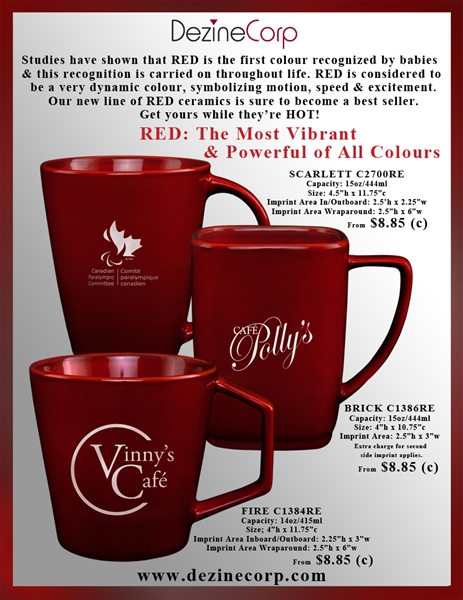 DezineCorp
Studies have shown that RED is the first colour recognized by babies
& this recognition is carried on throughout life. RED is considered to
be a very dynamic colour, symbolizing motion, speed & excitement.
Our new line of RED ceramics is sure to become a best seller.
Get yours while they're HOT!
RED: The Most Vibrant
& Powerful of All Colours
SCARLETT C2700RE
Capacity: 15oz/444ml
Size: 4.5"h x 11.75"c
Imprint Area In/Outboard: 2.5'h x 2.25"w
Imprint Area Wraparound: 2.5"h x 6"w
From $8.85 (c)
Canadian
Paralympic
Committee
Comité
paralympique
canadien
CAFÉ
Polly's
BRICK C1386RE
Capacity: 15oz/444ml
Size: 4"h x 10.75"c
Imprint Area: 2.5"h x 3"w
Extra charge for second
side imprint applies.
From $8.85 (c)
Vinny's
Café
FIRE C1384RE
Capacity: 14oz/415ml
Size; 4"h x 11.75"c
Imprint Area Inboard/Outboard: 2.25"h x 3"w
Imprint Area Wraparound: 2.5"h x 6"w
From $8.85 (c)
www.dezinecorp.com